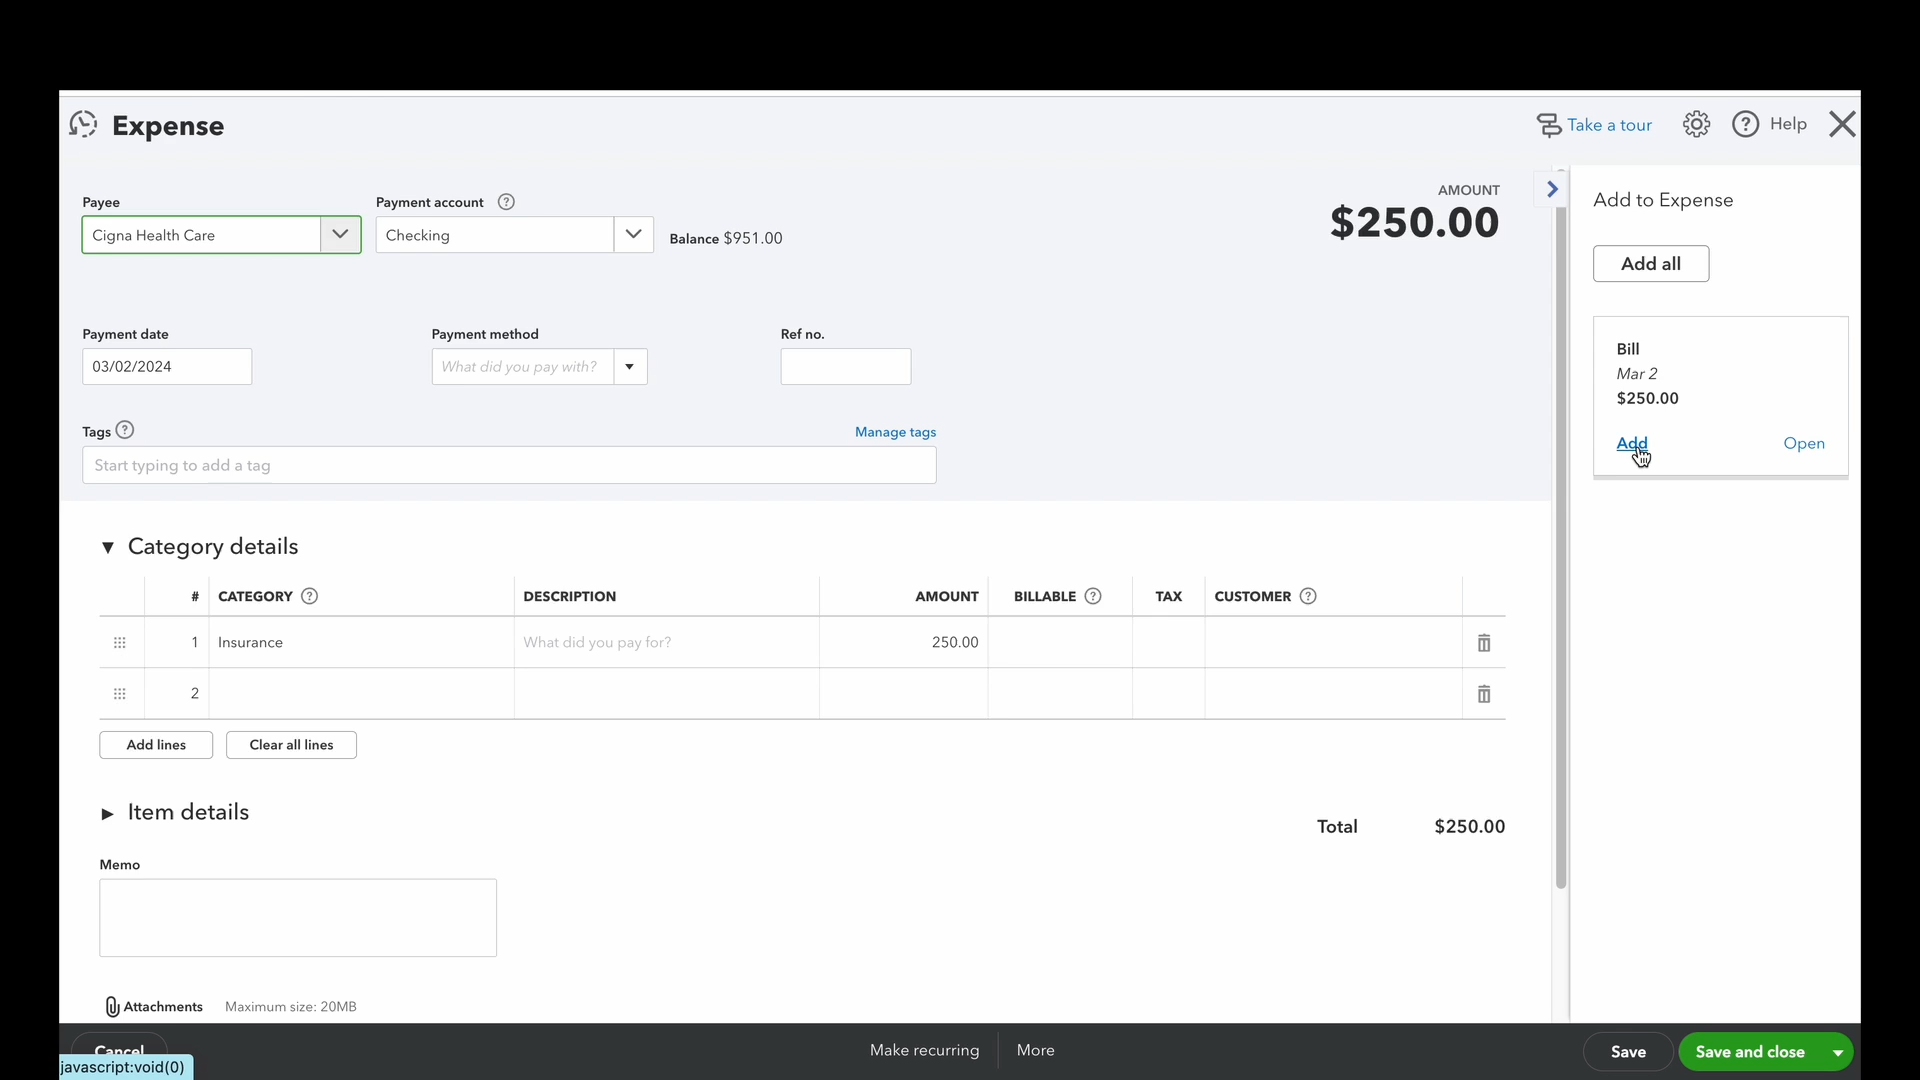 Expense
Take a tour
Help
Payee
Payment account
AMOUNT
Cigna Health Care
Checking
Balance $951.00
$250.00
Add to Expense
Add all
Payment date
Payment method
Ref no.
03/02/2024
What did you pay with?
Bill
Mar 2
$250.00
Add
Open
Tags
Manage tags
Start typing to add a tag
Category details
# CATEGORY DESCRIPTION AMOUNT BILLABLE TAX CUSTOMER
1 Insurance What did you pay for? 250.00
2
Add lines
Clear all lines
Item details
Total $250.00
Memo
Attachments Maximum size: 20MB
Cancel
Make recurring
More
Save
Save and close
javascript:void(0)